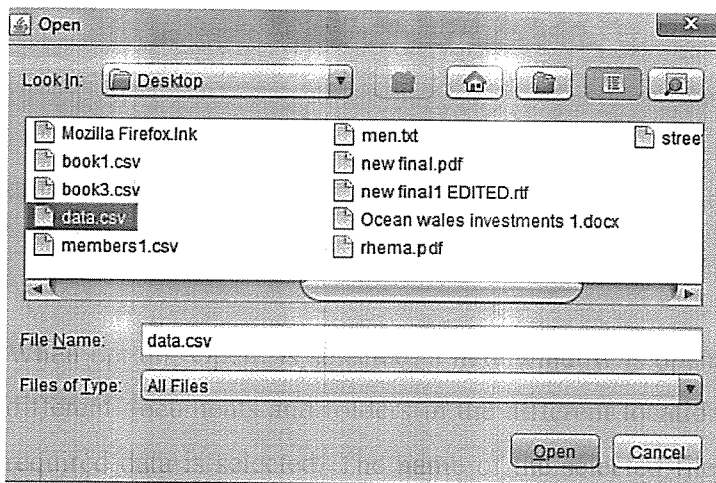 Open
Look In: Desktop
Mozilla Firefox.lnk
book1.csv
book3.csv
data.csv
members1.csv
men.txt
new final.pdf
new final1 EDITED.rtf
Ocean wales investments 1.docx
rhema.pdf
stree
File Name: data.csv
Files of Type: All Files
Open Cancel